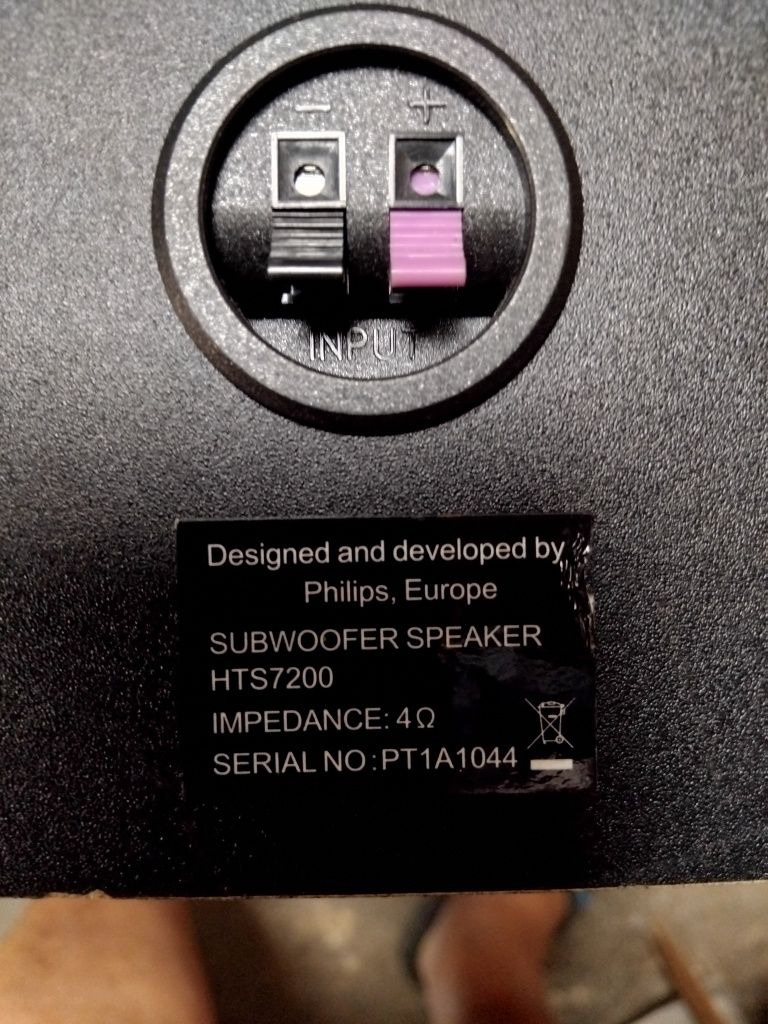 − +
INPUT
Designed and developed by
Philips, Europe
SUBWOOFER SPEAKER
HTS7200
IMPEDANCE: 4Ω
SERIAL NO:PT1A1044